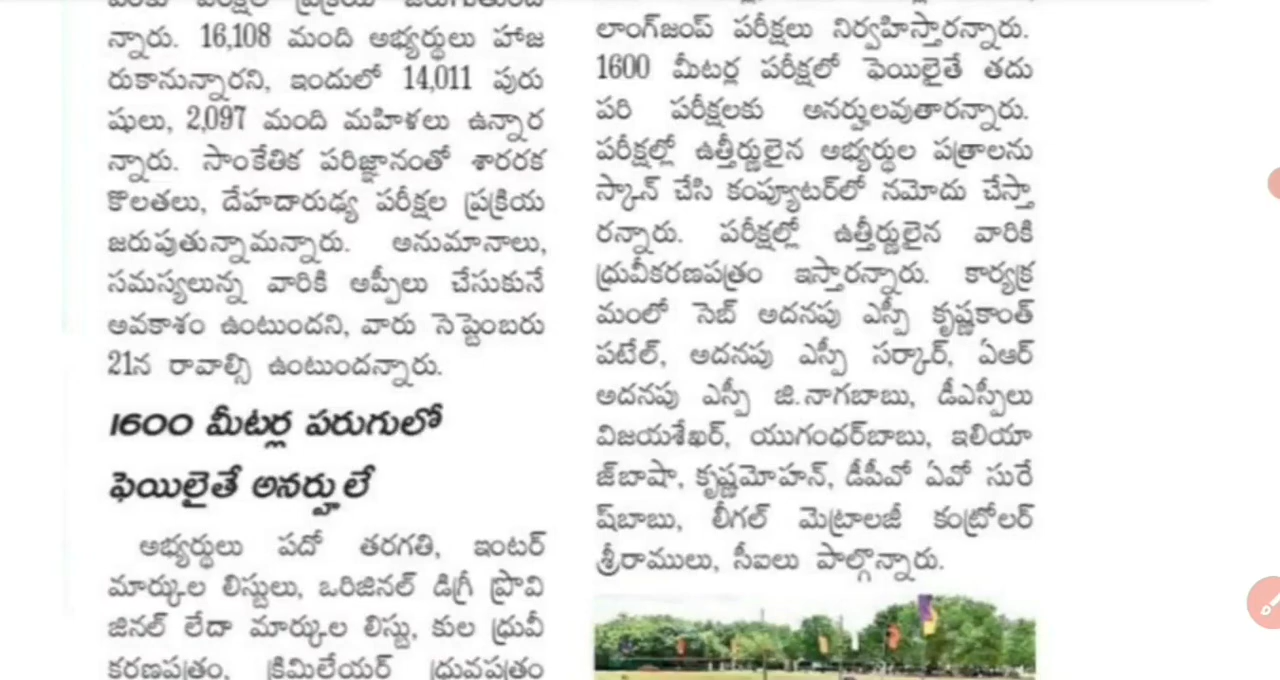 న్నారు. 16,108 మంది అభ్యర్థులు హాజ
రుకానున్నారని, ఇందులో 14,011 పురు
షులు, 2,097 మంది మహిళలు ఉన్నార
న్నారు. సాంకేతిక పరిజ్ఞానంతో శారరక
కొలతలు, దేహదారుఢ్య పరీక్షల ప్రక్రియ
జరుపుతున్నామన్నారు. అనుమానాలు,
సమస్యలున్న వారికి అప్పీలు చేసుకునే
అవకాశం ఉంటుందని, వారు సెప్టెంబరు
21న రావాల్సి ఉంటుందన్నారు.
1600 మీటర్ల పరుగులో
ఫెయిలైతే అనర్హులే
అభ్యర్థులు పదో తరగతి, ఇంటర్
మార్కుల లిస్టులు, ఒరిజినల్ డిగ్రీ ప్రొవి
జినల్ లేదా మార్కుల లిస్టు, కుల ధ్రువీ
కరణపత్రం, క్రిమిలేయర్ ధ్రువపత్రం
లాంగ్‌జంప్ పరీక్షలు నిర్వహిస్తారన్నారు.
1600 మీటర్ల పరీక్షలో ఫెయిలైతే తదు
పరి పరీక్షలకు అనర్హులవుతారన్నారు.
పరీక్షల్లో ఉత్తీర్ణులైన అభ్యర్థుల పత్రాలను
స్కాన్ చేసి కంప్యూటర్‌లో నమోదు చేస్తా
రన్నారు. పరీక్షల్లో ఉత్తీర్ణులైన వారికి
ధ్రువీకరణపత్రం ఇస్తారన్నారు. కార్యక్ర
మంలో సెబ్ అదనపు ఎస్పీ కృష్ణకాంత్
పటేల్, అదనపు ఎస్పీ సర్కార్, ఏఆర్
అదనపు ఎస్పీ జి.నాగబాబు, డీఎస్పీలు
విజయశేఖర్, యుగంధర్‌బాబు, ఇలియా
జ్‌బాషా, కృష్ణమోహన్, డీపీవో ఏవో సురే
ష్‌బాబు, లీగల్ మెట్రాలజీ కంట్రోలర్
శ్రీరాములు, సీఐలు పాల్గొన్నారు.